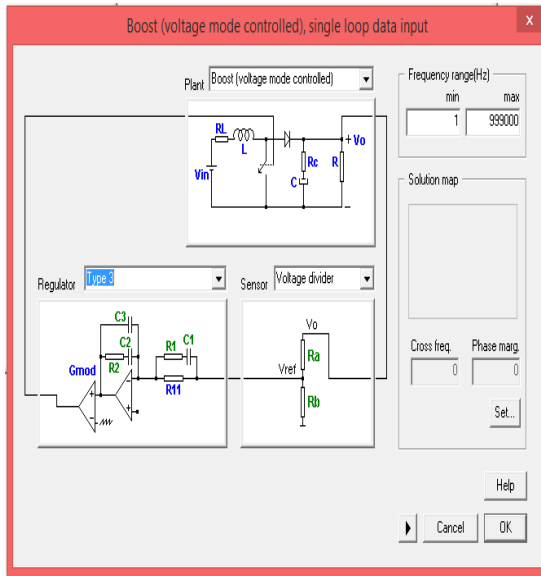 Boost (voltage mode controlled), single loop data input
x
Plant Boost (voltage mode controlled)
RL
L
Vin
Rc
C
R
+ Vo
-
Frequency range(Hz)
min max
1 999000
Solution map
Cross freq. Phase marg.
0 0
Set...
Regulator Type 3
C3
C2
R2
Gmod
R1 C1
R11
Sensor Voltage divider
Vo
Ra
Vref
Rb
Help
Cancel OK